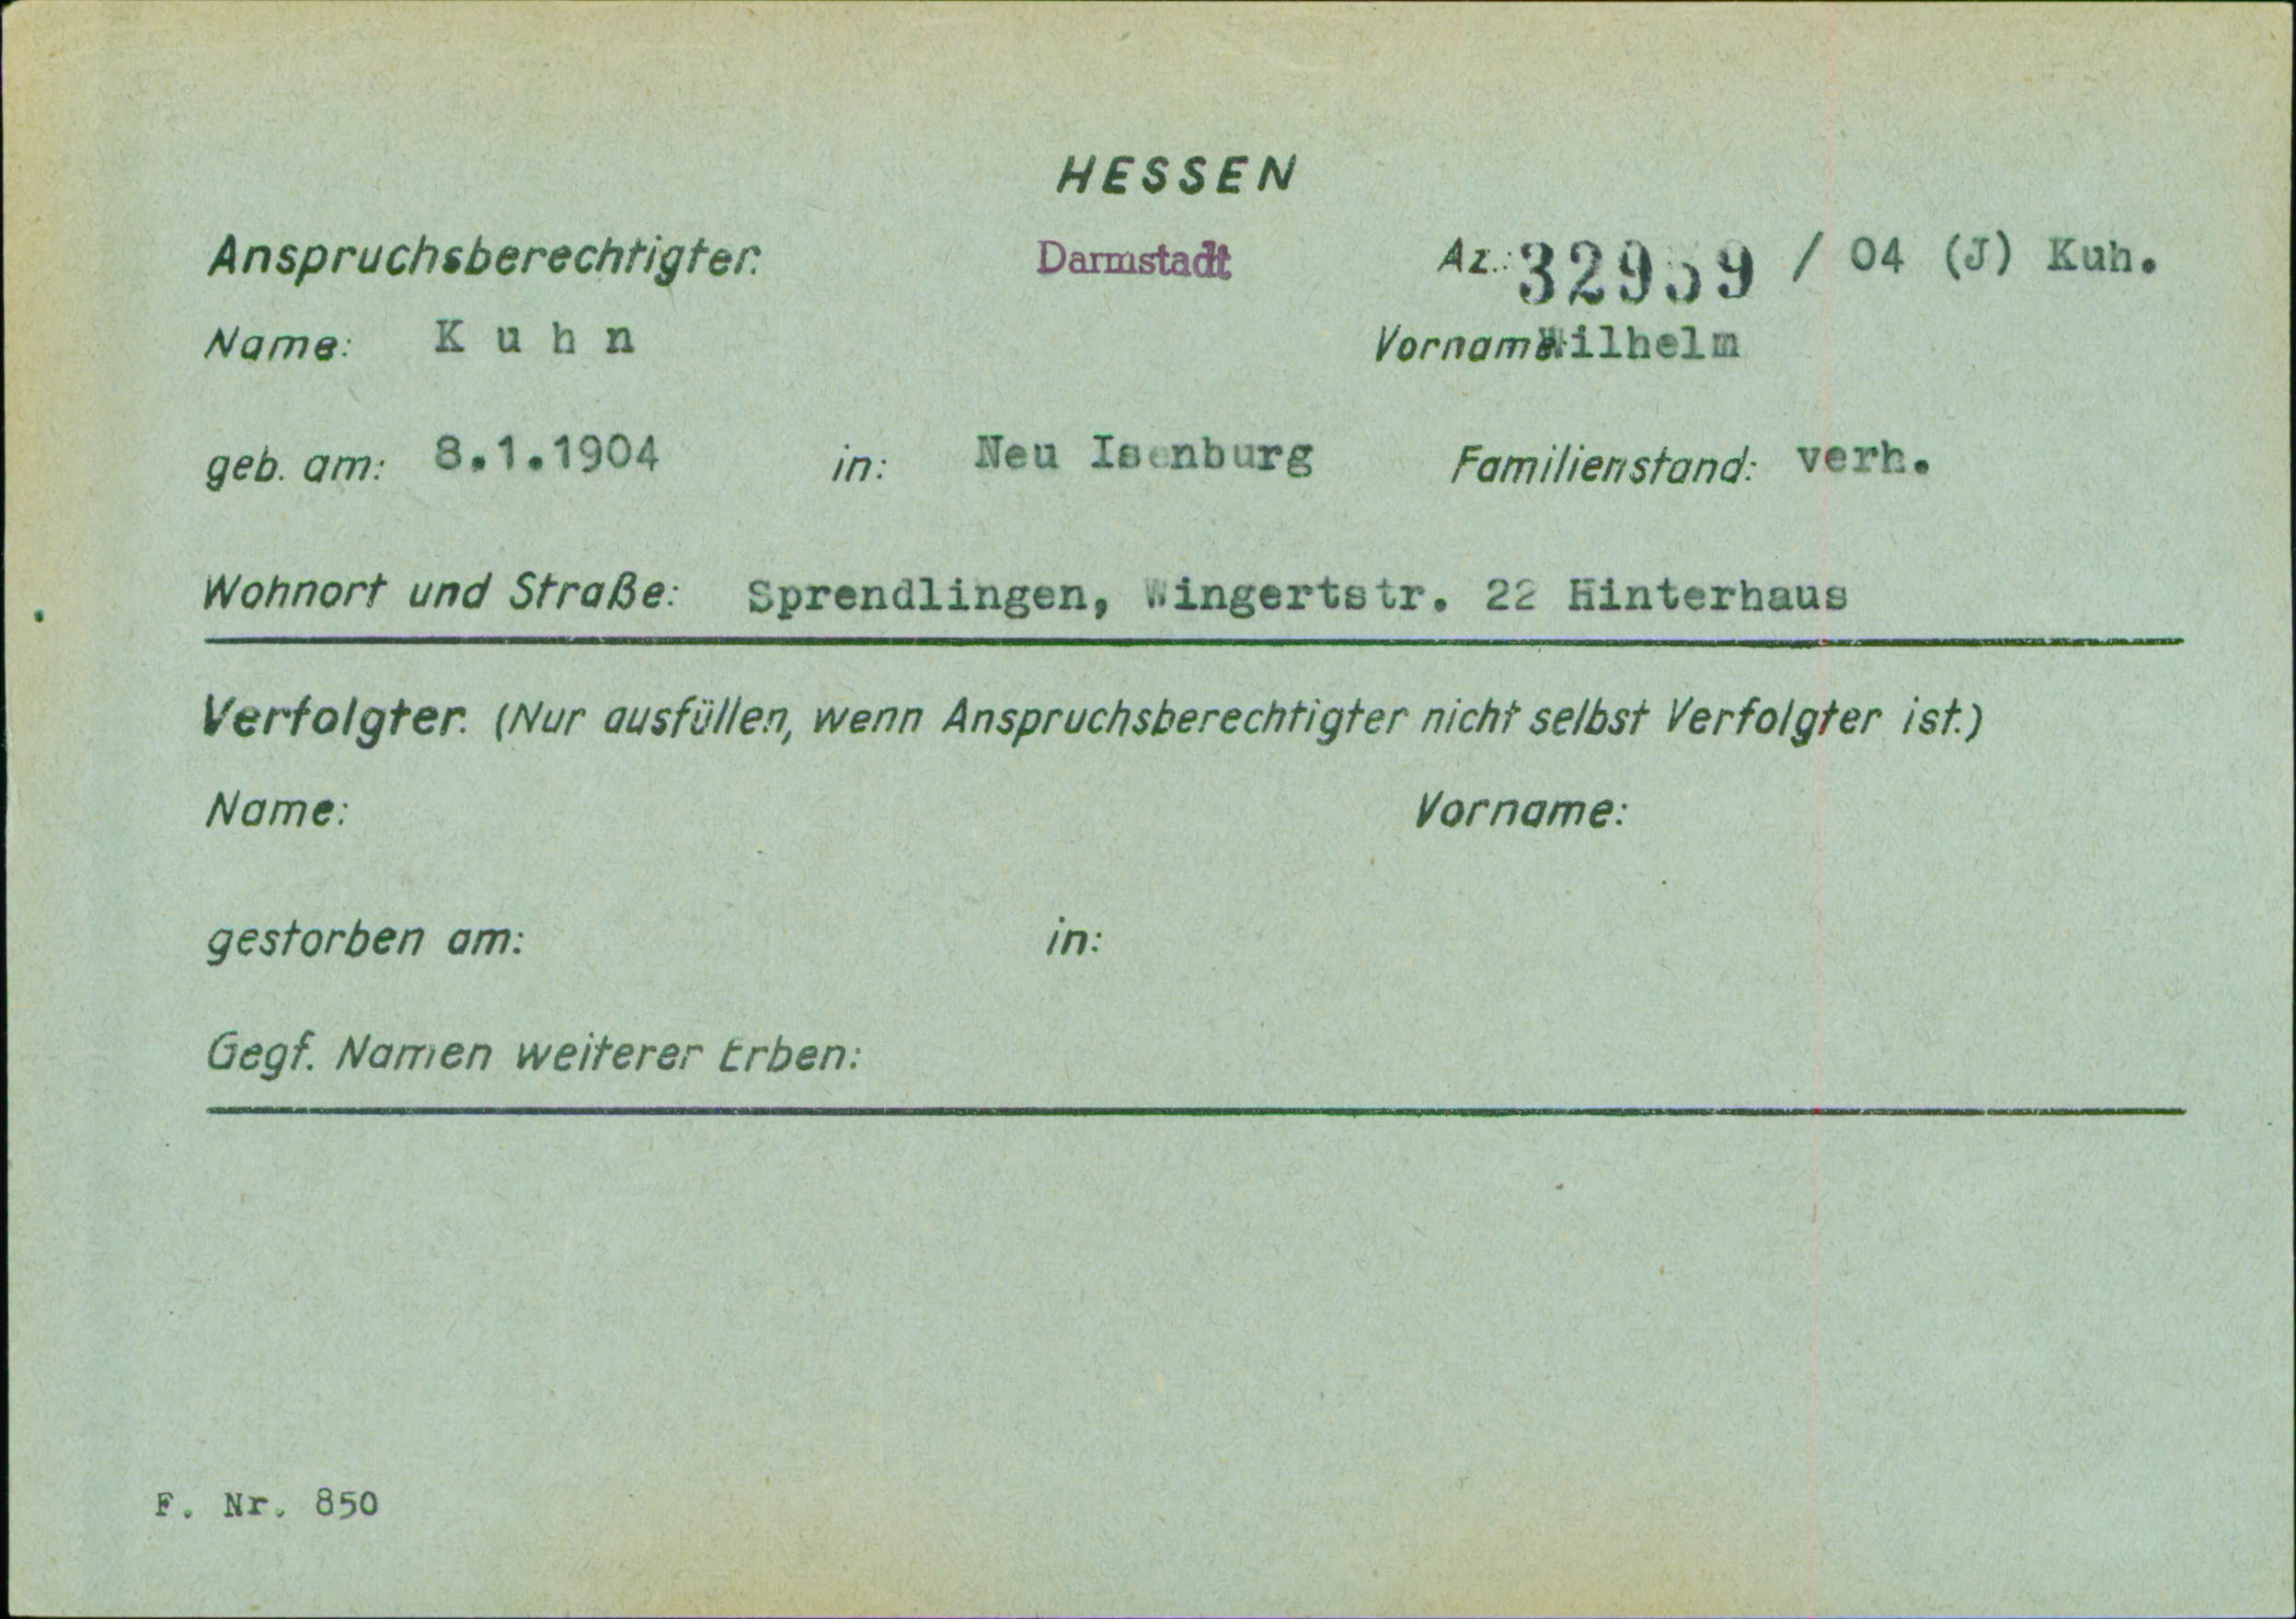 HESSEN
Anspruchsberechtigter: Darmstadt Az.: 32959 / 04 (J) Kuh.
Name: Kuhn Vorname: Wilhelm
geb. am: 8.1.1904 in: Neu Isenburg Familienstand: verh.
Wohnort und Straße: Sprendlingen, Wingertstr. 22 Hinterhaus
Verfolgter: (Nur ausfüllen, wenn Anspruchsberechtigter nicht selbst Verfolgter ist.)
Name: Vorname:
gestorben am: in:
Gegf. Namen weiterer Erben:
F. Nr. 850